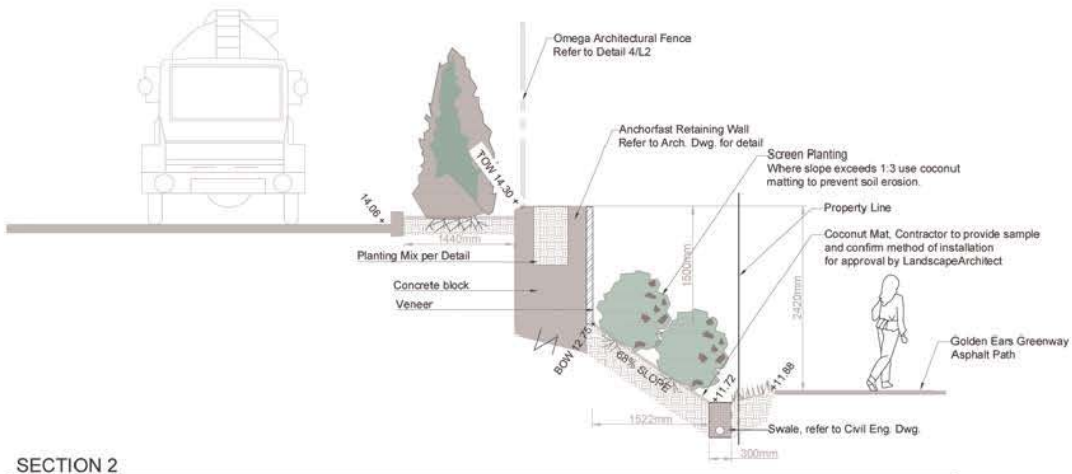 Omega Architectural Fence
Refer to Detail 4/L2
Anchorfast Retaining Wall
Refer to Arch. Dwg. for detail
Screen Planting
Where slope exceeds 1:3 use coconut
matting to prevent soil erosion.
TOW 14.30
Property Line
14.06
1440mm
Coconut Mat, Contractor to provide sample
and confirm method of installation
for approval by LandscapeArchitect
Planting Mix per Detail
1500mm
2420mm
Concrete block
Veneer
BOW 12.75
68% SLOPE
Golden Ears Greenway
Asphalt Path
+11.72
+11.88
1522mm
Swale, refer to Civil Eng. Dwg.
300mm
SECTION 2